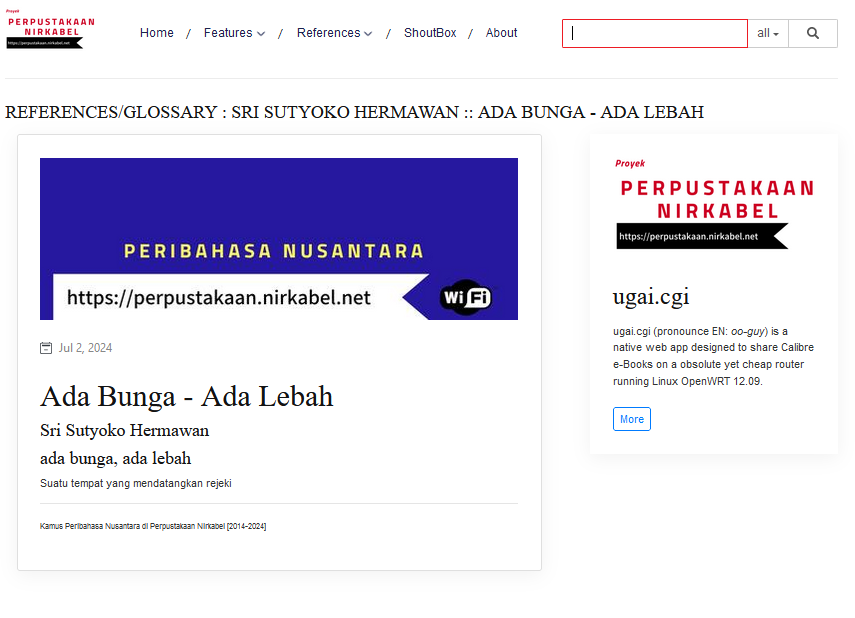 Proyek
PERPUSTAKAAN
NIRKABEL
https://perpustakaan.nirkabel.net
Home / Features / References / ShoutBox / About
all
REFERENCES/GLOSSARY : SRI SUTYOKO HERMAWAN :: ADA BUNGA - ADA LEBAH
PERIBAHASA NUSANTARA
https://perpustakaan.nirkabel.net
Wi Fi
Jul 2, 2024
Ada Bunga - Ada Lebah
Sri Sutyoko Hermawan
ada bunga, ada lebah
Suatu tempat yang mendatangkan rejeki
Kamus Peribahasa Nusantara di Perpustakaan Nirkabel [2014-2024]
Proyek
PERPUSTAKAAN
NIRKABEL
https://perpustakaan.nirkabel.net
ugai.cgi
ugai.cgi (pronounce EN: oo-guy) is a
native web app designed to share Calibre
e-Books on a obsolute yet cheap router
running Linux OpenWRT 12.09.
More